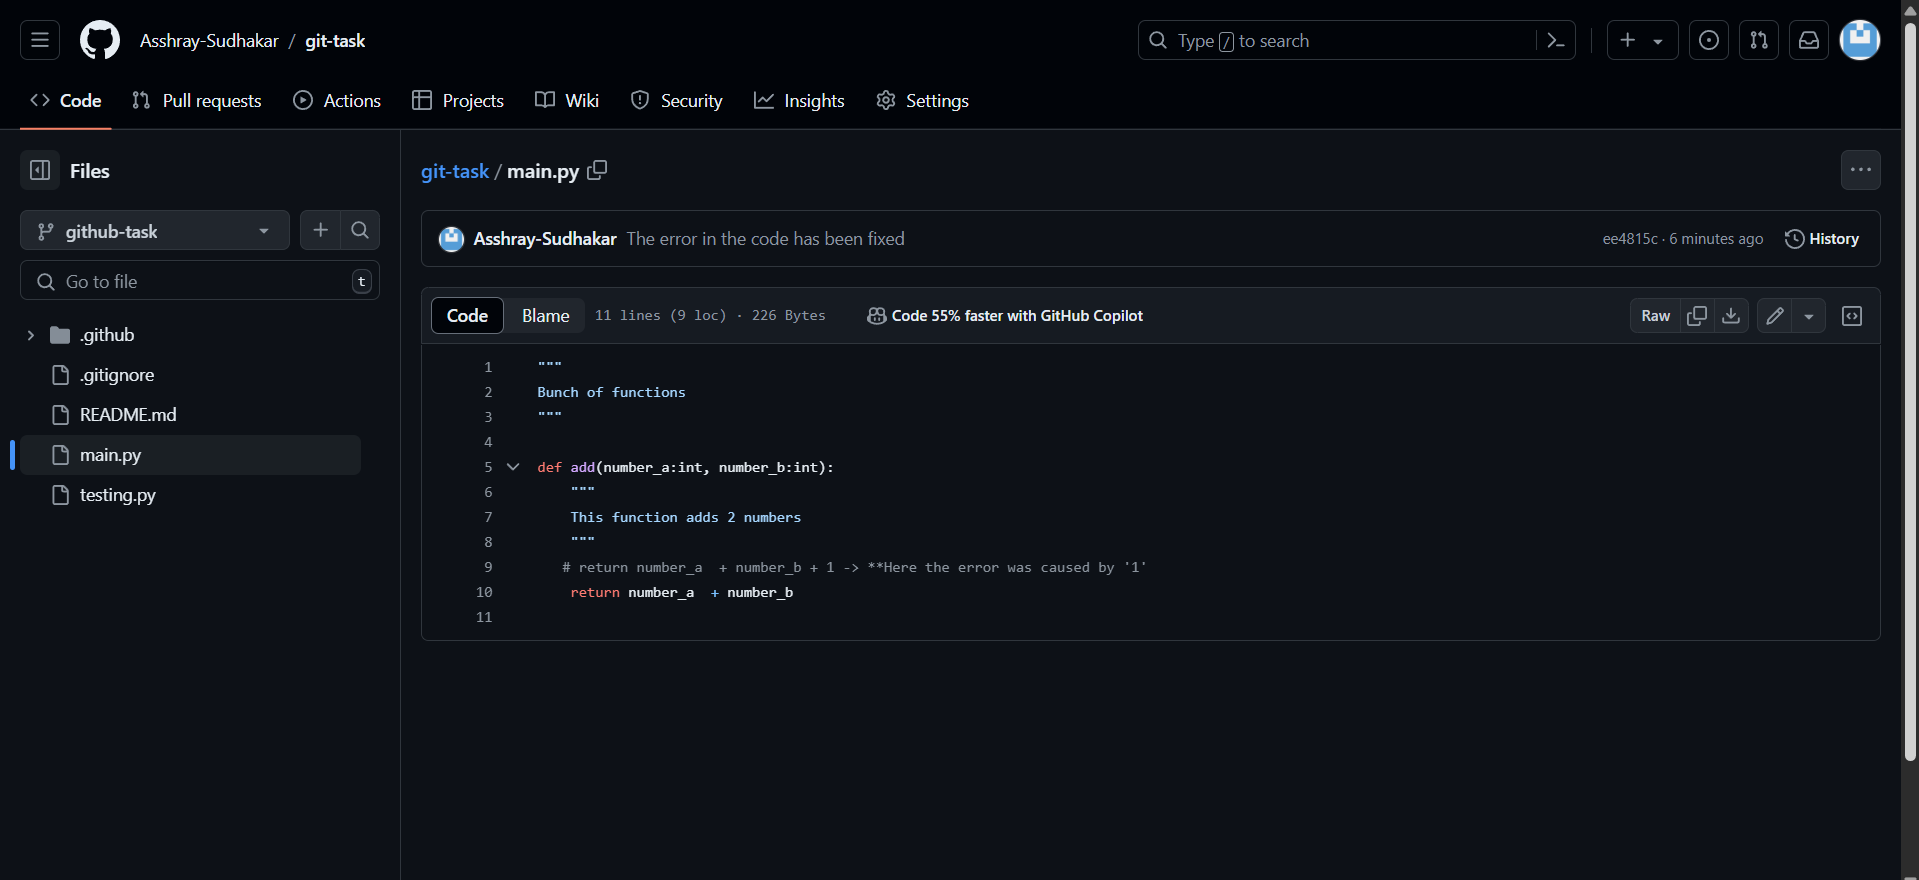 Asshray-Sudhakar / git-task
Type / to search
Code Pull requests Actions Projects Wiki Security Insights Settings
Files
github-task
Go to file t
.github
.gitignore
README.md
main.py
testing.py
git-task / main.py
Asshray-Sudhakar The error in the code has been fixed
ee4815c · 6 minutes ago History
Code Blame 11 lines (9 loc) · 226 Bytes Code 55% faster with GitHub Copilot Raw
1 """
2 Bunch of functions
3 """
4
5 def add(number_a:int, number_b:int):
6     """
7     This function adds 2 numbers
8     """
9    # return number_a  + number_b + 1 -> **Here the error was caused by '1'
10     return number_a  + number_b
11